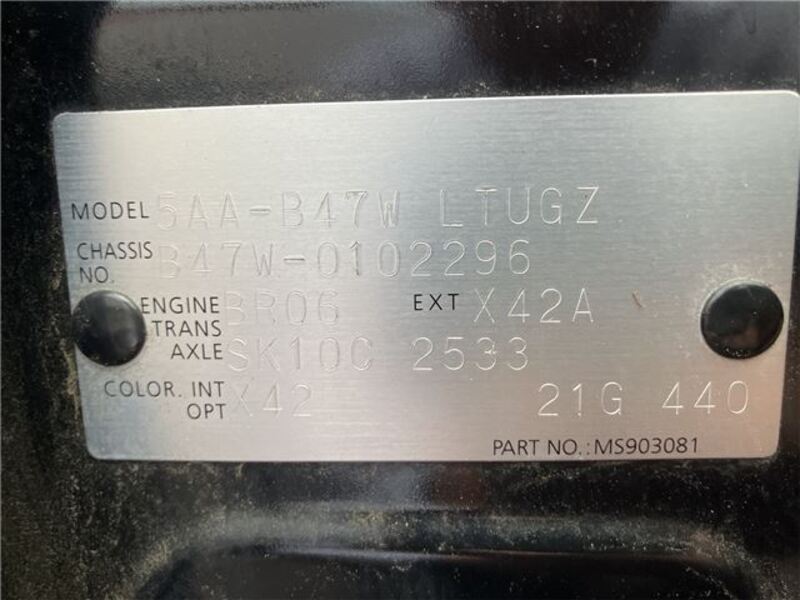 MODEL 5AA-B47W LTUGZ
CHASSIS NO. B47W-0102296
ENGINE BR06 EXT X42A
TRANS AXLE SK10C 2533
COLOR. INT OPT X42 21G 440
PART NO.:MS903081